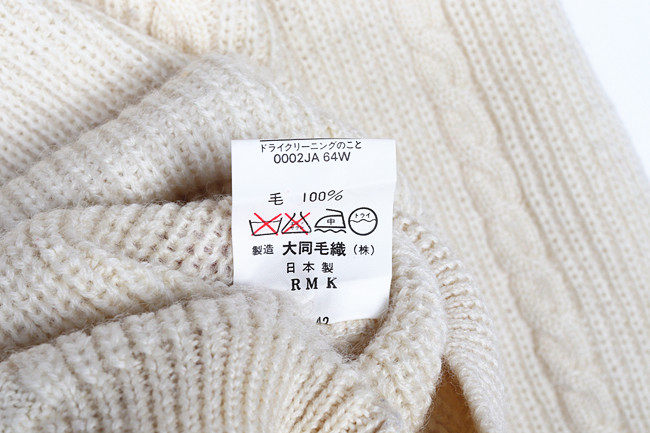 ドライクリーニングのこと
0002JA 64W
毛 100%
中 ドライ
製造 大同毛織 (株)
日本製
RMK
42